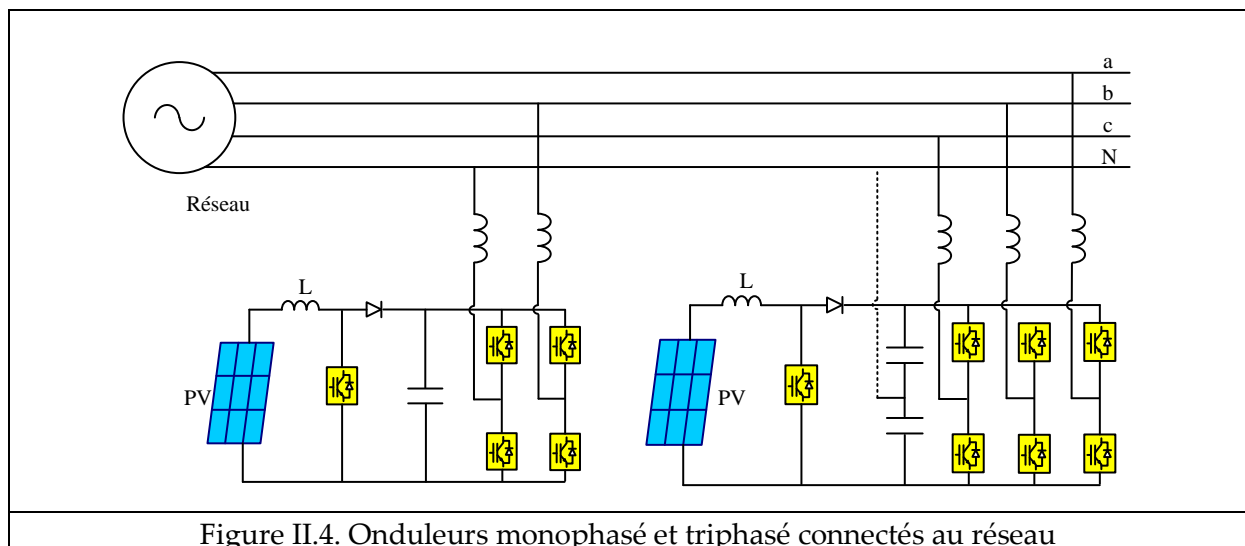 a
b
c
N
Réseau
L
PV
L
PV
Figure II.4. Onduleurs monophasé et triphasé connectés au réseau